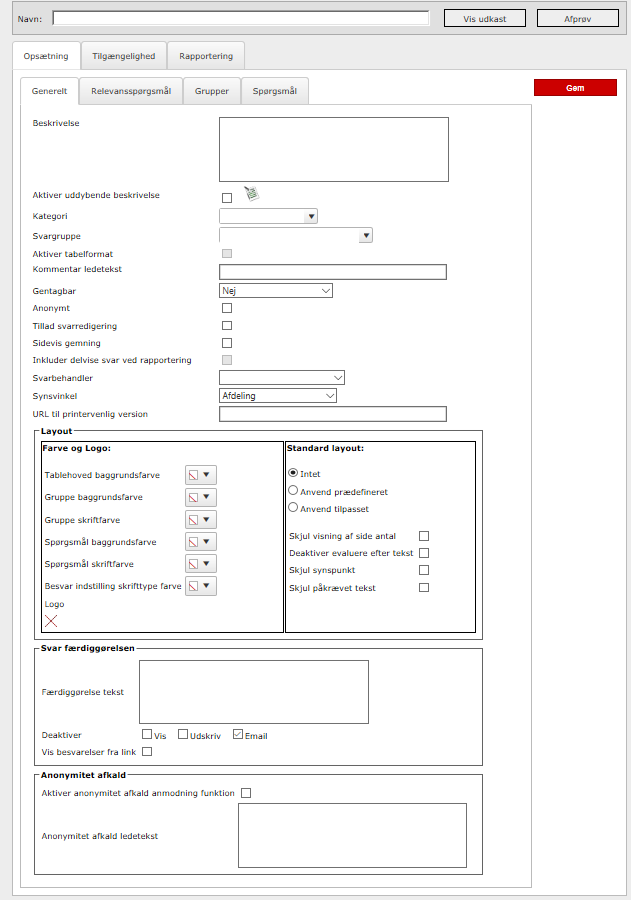 Navn: Vis udkast Afprøv
Opsætning Tilgængelighed Rapportering
Generelt Relevansspørgsmål Grupper Spørgsmål Gem
Beskrivelse
Aktiver uddybende beskrivelse
Kategori
Svargruppe
Aktiver tabelformat
Kommentar ledetekst
Gentagbar Nej
Anonymt
Tillad svarredigering
Sidevis gemning
Inkluder delvise svar ved rapportering
Svarbehandler
Synsvinkel Afdeling
URL til printervenlig version
Layout
Farve og Logo:
Tablehoved baggrundsfarve
Gruppe baggrundsfarve
Gruppe skriftfarve
Spørgsmål baggrundsfarve
Spørgsmål skriftfarve
Besvar indstilling skrifttype farve
Logo
Standard layout:
Intet
Anvend prædefineret
Anvend tilpasset
Skjul visning af side antal
Deaktiver evaluere efter tekst
Skjul synspunkt
Skjul påkrævet tekst
Svar færdiggørelsen
Færdiggørelse tekst
Deaktiver Vis Udskriv Email
Vis besvarelser fra link
Anonymitet afkald
Aktiver anonymitet afkald anmodning funktion
Anonymitet afkald ledetekst